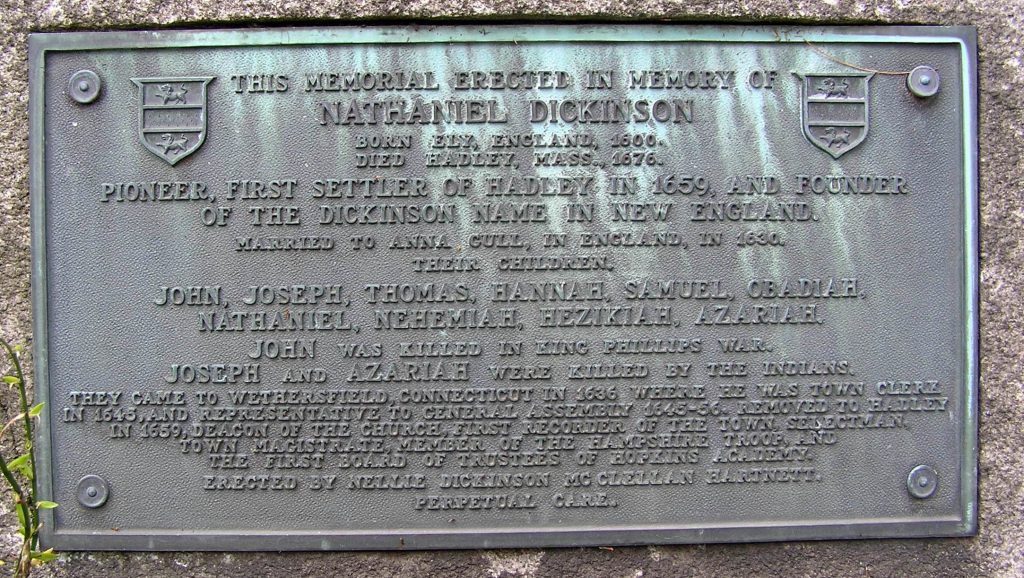 THIS MEMORIAL ERECTED IN MEMORY OF
NATHANIEL DICKINSON
BORN ELY, ENGLAND, 1600.
DIED HADLEY, MASS., 1676.
PIONEER, FIRST SETTLER OF HADLEY IN 1659, AND FOUNDER
OF THE DICKINSON NAME IN NEW ENGLAND.
MARRIED TO ANNA GULL, IN ENGLAND, IN 1630.
THEIR CHILDREN.
JOHN, JOSEPH, THOMAS, HANNAH, SAMUEL, OBADIAH,
NATHANIEL, NEHEMIAH, HEZIKIAH, AZARIAH.
JOHN WAS KILLED IN KING PHILLIPS WAR.
JOSEPH AND AZARIAH WERE KILLED BY THE INDIANS.
THEY CAME TO WETHERSFIELD, CONNECTICUT IN 1636 WHERE HE WAS TOWN CLERK
IN 1645, AND REPRESENTATIVE TO GENERAL ASSEMBLY 1645-56. REMOVED TO HADLEY
IN 1659, DEACON OF THE CHURCH, FIRST RECORDER OF THE TOWN, SELECTMAN,
TOWN MAGISTRATE, MEMBER OF THE HAMPSHIRE TROOP, AND
THE FIRST BOARD OF TRUSTEES OF HOPKINS ACADEMY.
ERECTED BY NELLIE DICKINSON MC CLELLAN HARTNETT.
PERPETUAL CARE.